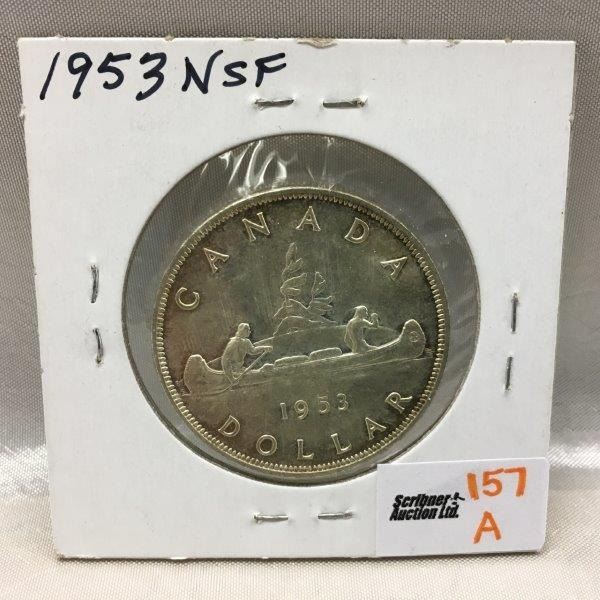 1953 NSF
CANADA
1953
DOLLAR
Scribner
Auction Ltd.
157
A